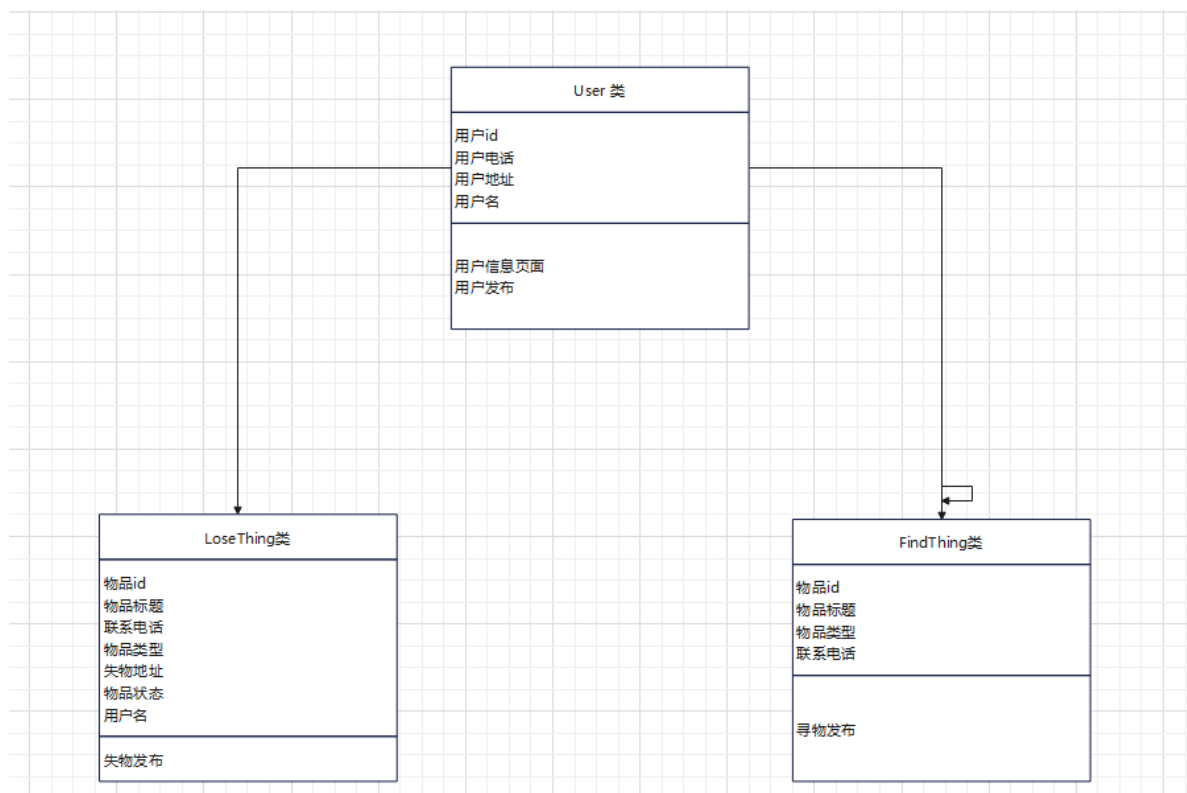 User 类
用户id
用户电话
用户地址
用户名
用户信息页面
用户发布
LoseThing类
物品id
物品标题
联系电话
物品类型
失物地址
物品状态
用户名
失物发布
FindThing类
物品id
物品标题
物品类型
联系电话
寻物发布